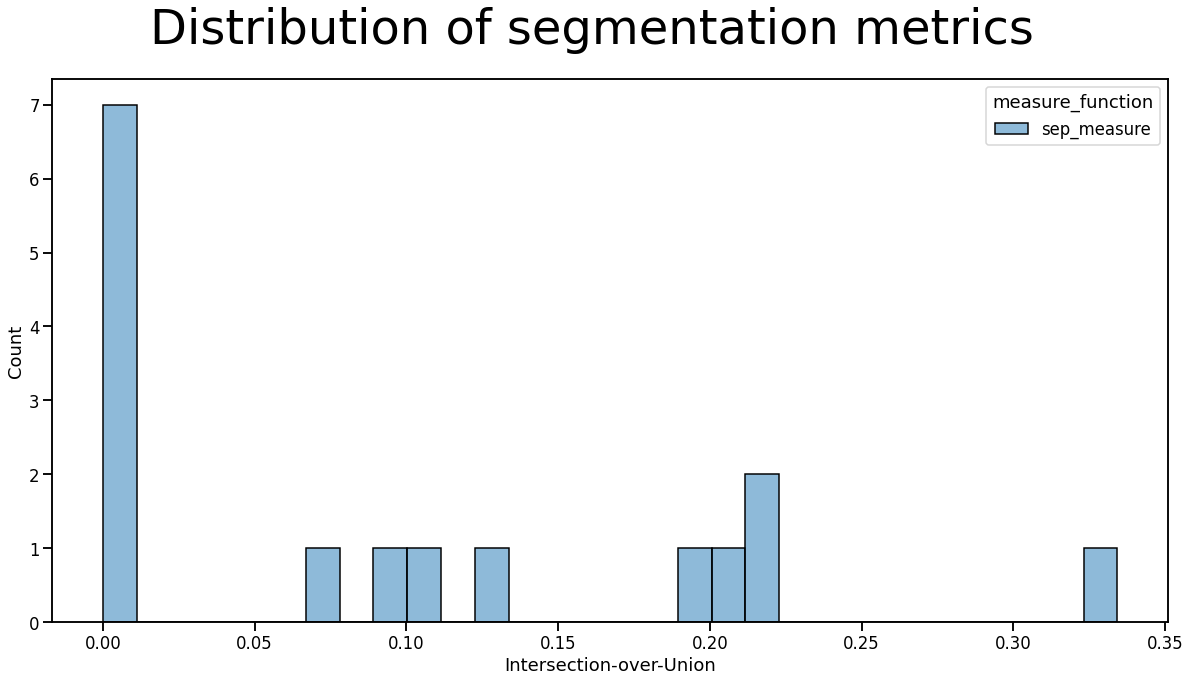 Distribution of segmentation metrics
measure_function
sep_measure
7
6
5
4
3
2
1
0
Count
0.00 0.05 0.10 0.15 0.20 0.25 0.30 0.35
Intersection-over-Union